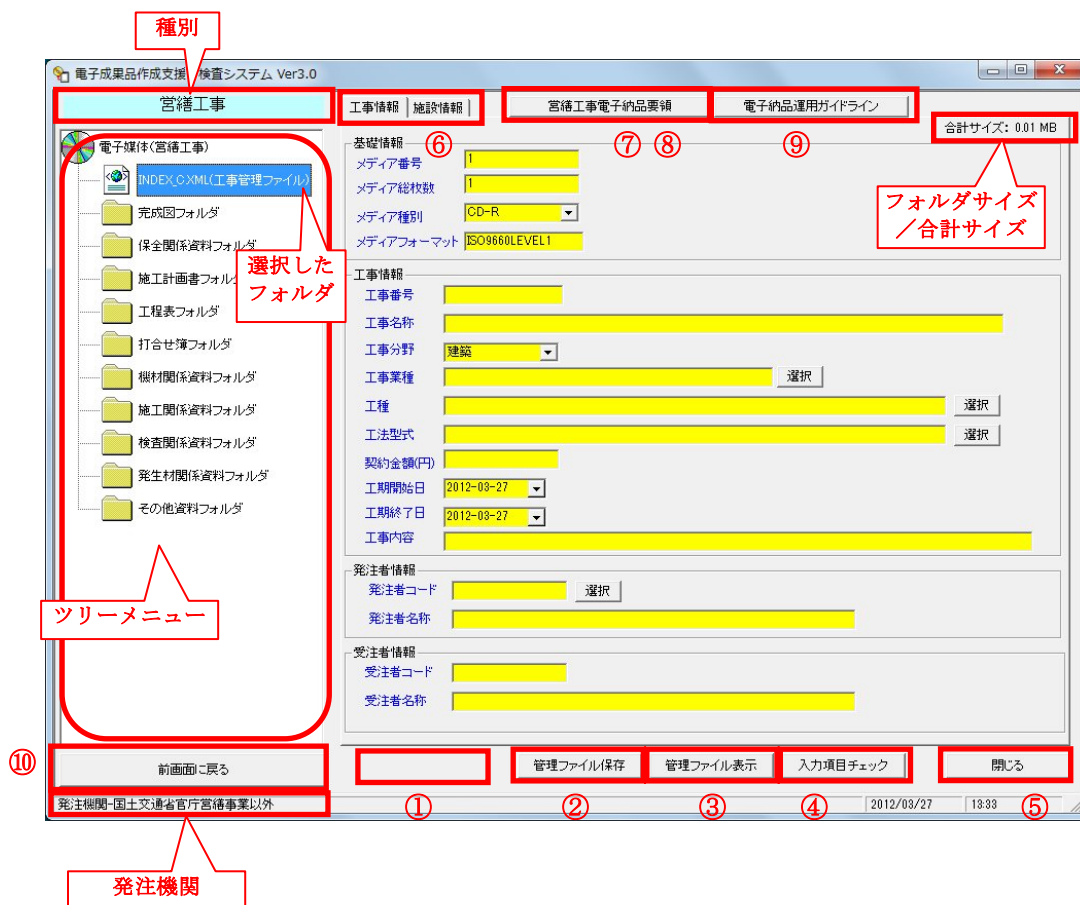 種別
電子成果品作成支援・検査システム Ver3.0
営繕工事
工事情報 施設情報
営繕工事電子納品要領
電子納品運用ガイドライン
合計サイズ: 0.01 MB
⑥
⑦ ⑧
⑨
フォルダサイズ
／合計サイズ
電子媒体(営繕工事)
INDEX_C.XML(工事管理ファイル)
完成図フォルダ
保全関係資料フォルダ
施工計画書フォルダ
工程表フォルダ
打合せ簿フォルダ
機材関係資料フォルダ
施工関係資料フォルダ
検査関係資料フォルダ
発生材関係資料フォルダ
その他資料フォルダ
選択した
フォルダ
ツリーメニュー
基礎情報
メディア番号 1
メディア総枚数 1
メディア種別 CD-R
メディアフォーマット ISO9660LEVEL1
工事情報
工事番号
工事名称
工事分野 建築
工事業種 選択
工種 選択
工法型式 選択
契約金額(円)
工期開始日 2012-03-27
工期終了日 2012-03-27
工事内容
発注者情報
発注者コード 選択
発注者名称
受注者情報
受注者コード
受注者名称
⑩
前画面に戻る
管理ファイル保存
管理ファイル表示
入力項目チェック
閉じる
発注機関-国土交通省官庁営繕事業以外
2012/03/27
13:33
①
②
③
④
⑤
発注機関